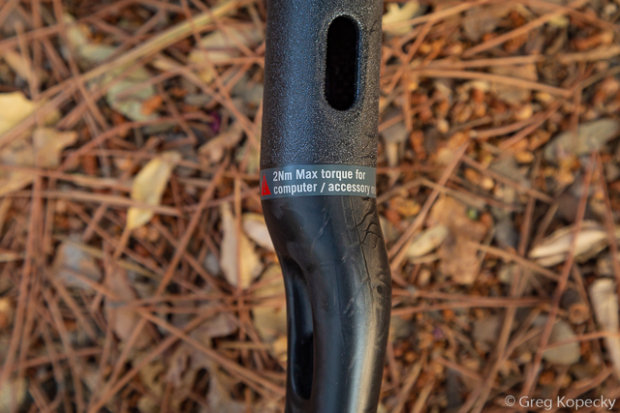 2Nm Max torque for
computer / accessory
© Greg Kopecky